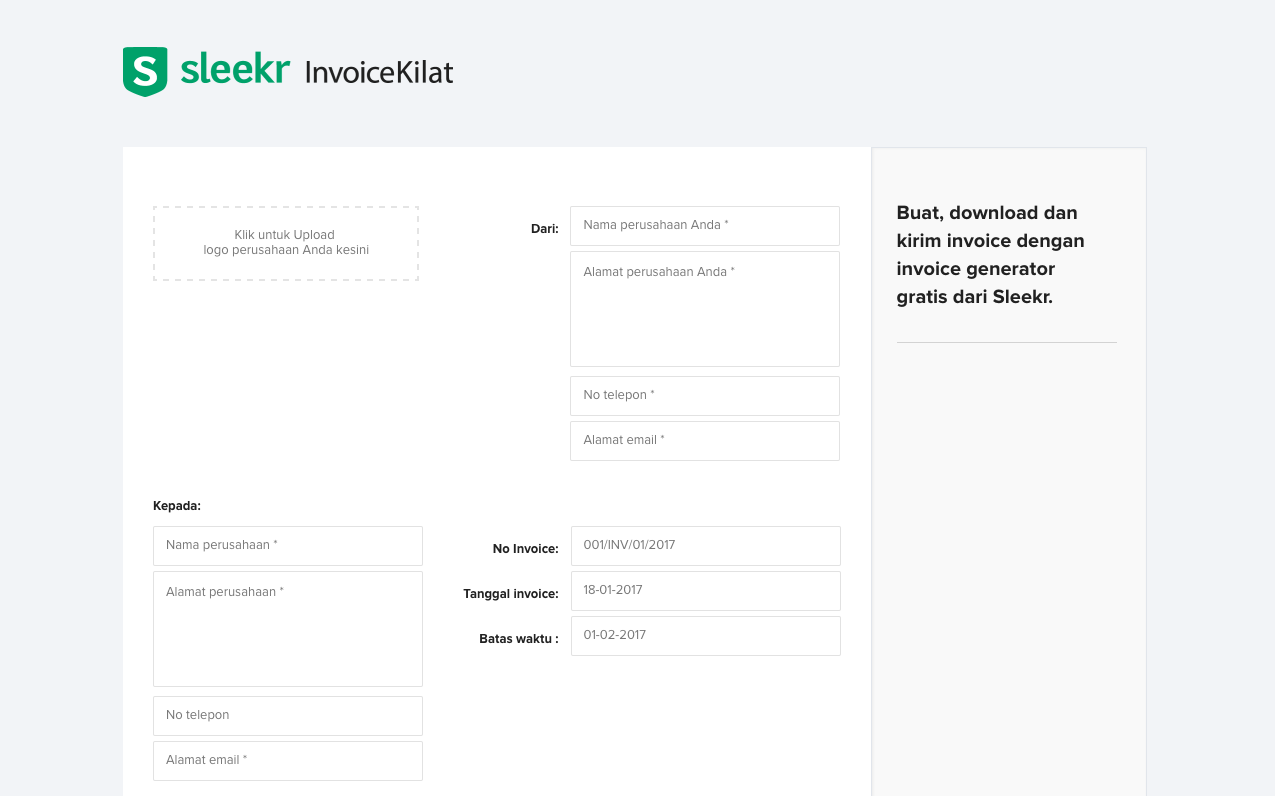 S sleekr InvoiceKilat
Klik untuk Upload
logo perusahaan Anda kesini
Dari:
Nama perusahaan Anda *
Alamat perusahaan Anda *
No telepon *
Alamat email *
Buat, download dan
kirim invoice dengan
invoice generator
gratis dari Sleekr.
Kepada:
Nama perusahaan *
Alamat perusahaan *
No telepon
Alamat email *
No Invoice:
001/INV/01/2017
Tanggal invoice:
18-01-2017
Batas waktu :
01-02-2017